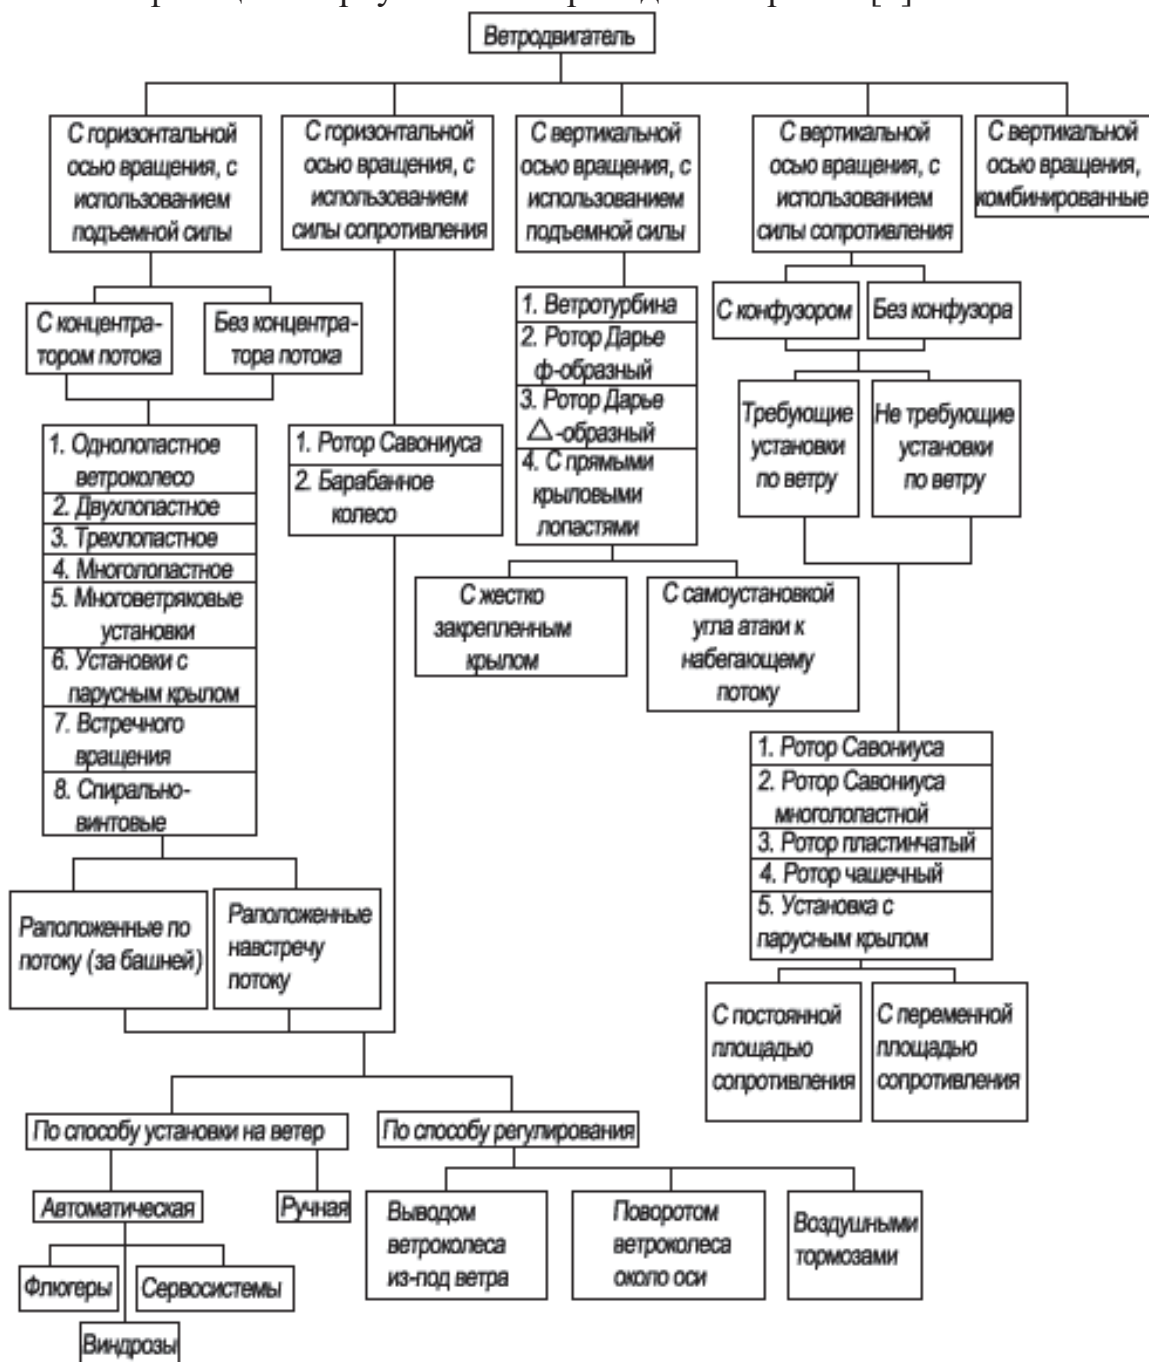 Ветродвигатель
С горизонтальной
осью вращения, с
использованием
подъемной силы
С горизонтальной
осью вращения, с
использованием
силы сопротивления
С вертикальной
осью вращения, с
использованием
подъемной силы
С вертикальной
осью вращения, с
использованием
силы сопротивления
С вертикальной
осью вращения,
комбинированные
С концентра-
тором потока
Без концентра-
тора потока
1. Однолопастное
ветроколесо
2. Двухлопастное
3. Трехлопастное
4. Многолопастное
5. Многоветряковые
установки
6. Установки с
парусным крылом
7. Встречного
вращения
8. Спирально-
винтовые
1. Ротор Савониуса
2. Барабанное
колесо
1. Ветротурбина
2. Ротор Дарье
ф-образный
3. Ротор Дарье
△-образный
4. С прямыми
крыловыми
лопастями
С жестко
закрепленным
крылом
С самоустановкой
угла атаки к
набегающему
потоку
С конфузором
Без конфузора
Требующие
установки
по ветру
Не требующие
установки
по ветру
1. Ротор Савониуса
2. Ротор Савониуса
многолопастной
3. Ротор пластинчатый
4. Ротор чашечный
5. Установка с
парусным крылом
С постоянной
площадью
сопротивления
С переменной
площадью
сопротивления
Раположенные по
потоку (за башней)
Раположенные
навстречу
потоку
По способу установки на ветер
По способу регулирования
Автоматическая
Ручная
Флюгеры
Сервосистемы
Виндрозы
Выводом
ветроколеса
из-под ветра
Поворотом
ветроколеса
около оси
Воздушными
тормозами